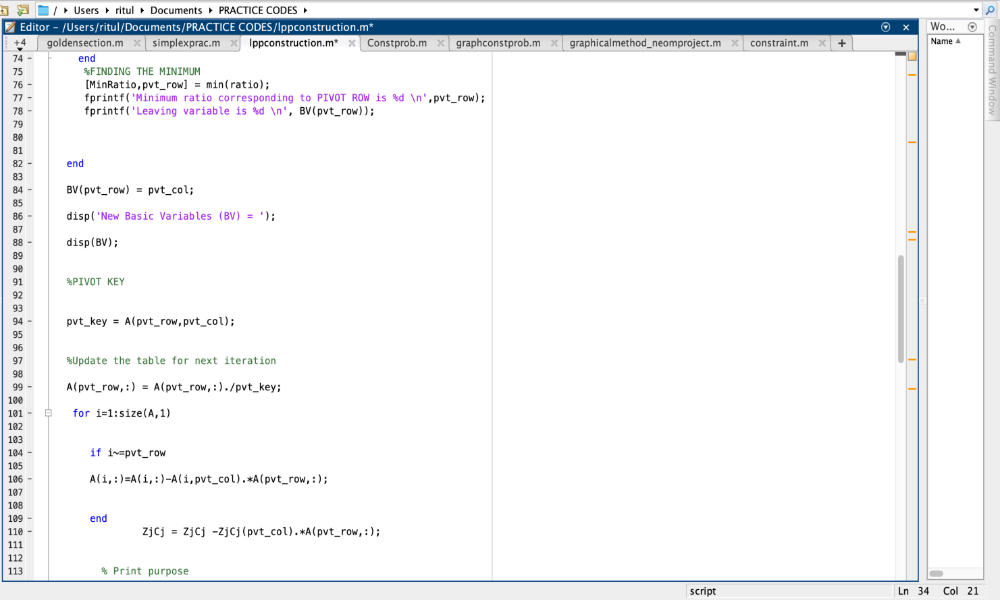 / ▸ Users ▸ ritul ▸ Documents ▸ PRACTICE CODES ▸
Editor – /Users/ritul/Documents/PRACTICE CODES/lppconstruction.m*
Wo...
+4 goldensection.m simplexprac.m lppconstruction.m* Constprob.m graphconstprob.m graphicalmethod_neomproject.m constraint.m +
Name ▲
Command Window
74 – end
75 %FINDING THE MINIMUM
76 – [MinRatio,pvt_row] = min(ratio);
77 – fprintf('Minimum ratio corresponding to PIVOT ROW is %d \n',pvt_row);
78 – fprintf('Leaving variable is %d \n', BV(pvt_row));
79
80
81
82 – end
83
84 – BV(pvt_row) = pvt_col;
85
86 – disp('New Basic Variables (BV) = ');
87
88 – disp(BV);
89
90
91 %PIVOT KEY
92
93
94 – pvt_key = A(pvt_row,pvt_col);
95
96
97 %Update the table for next iteration
98
99 – A(pvt_row,:) = A(pvt_row,:)./pvt_key;
100
101 – for i=1:size(A,1)
102
103
104 – if i~=pvt_row
105
106 – A(i,:)=A(i,:)-A(i,pvt_col).*A(pvt_row,:);
107
108
109 – end
110 – ZjCj = ZjCj -ZjCj(pvt_col).*A(pvt_row,:);
111
112
113 % Print purpose
script Ln 34 Col 21